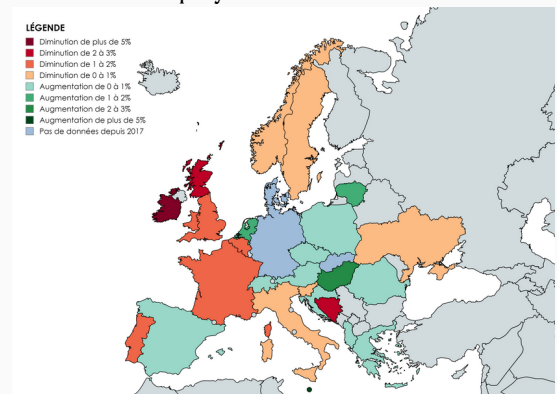 LÉGENDE
Diminution de plus de 5%
Diminution de 2 à 3%
Diminution de 1 à 2%
Diminution de 0 à 1%
Augmentation de 0 à 1%
Augmentation de 1 à 2%
Augmentation de 2 à 3%
Augmentation de plus de 5%
Pas de données depuis 2017